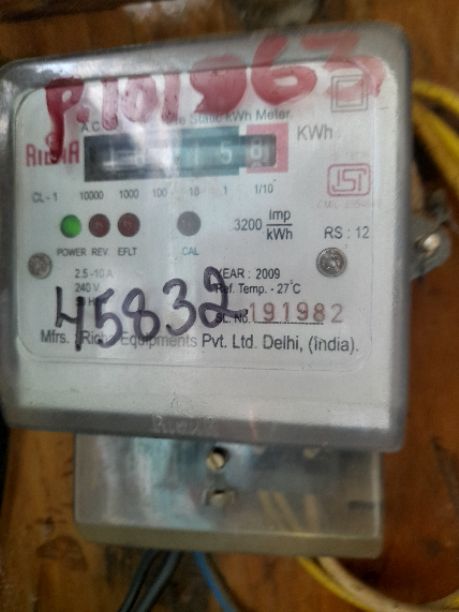 P.101963
A C
Static kWh Meter
KWh
CL - 1 10000 1000 100 10 1 1/10
3200 imp/kWh
RS : 12
POWER REV. EFLT CAL
2.5 -10 A YEAR : 2009
240 V Ref. Temp. - 27°C
45832
SL. No. 191982
Mfrs. : Equipments Pvt. Ltd. Delhi, (India).